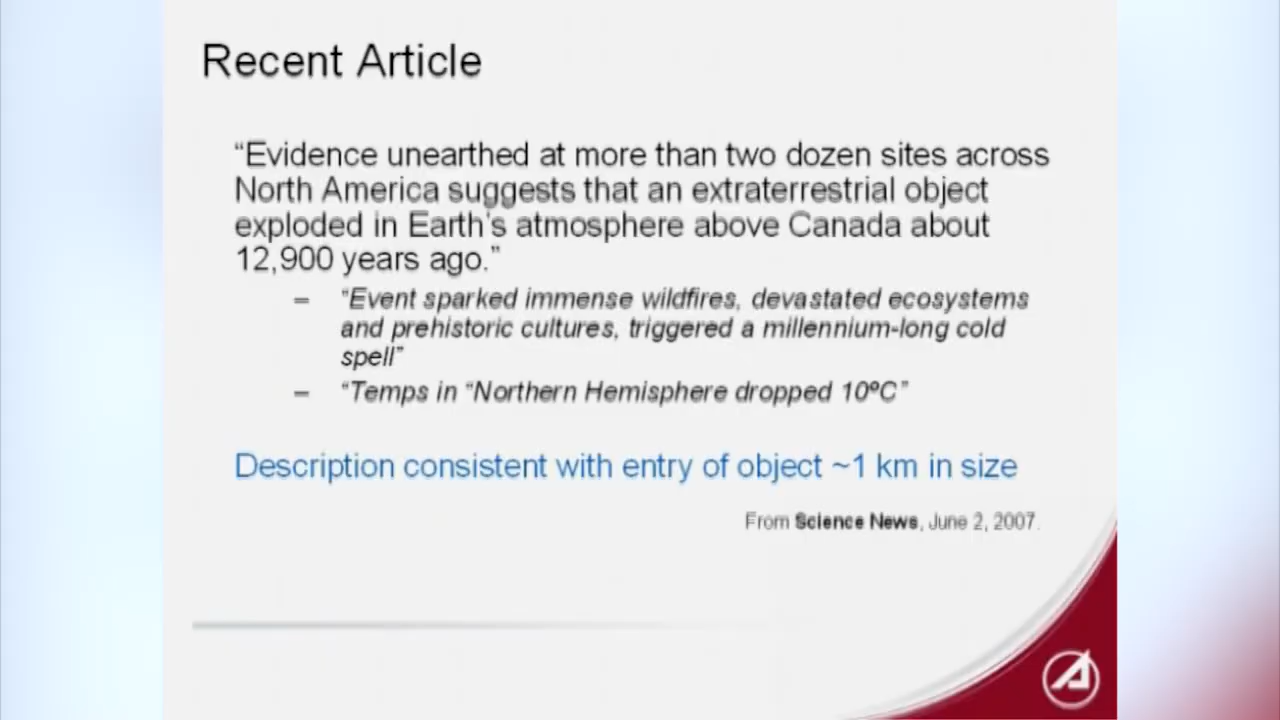 Recent Article
“Evidence unearthed at more than two dozen sites across
North America suggests that an extraterrestrial object
exploded in Earth’s atmosphere above Canada about
12,900 years ago.”
– “Event sparked immense wildfires, devastated ecosystems
and prehistoric cultures, triggered a millennium-long cold
spell”
– “Temps in “Northern Hemisphere dropped 10ºC”
Description consistent with entry of object ~1 km in size
From Science News, June 2, 2007.